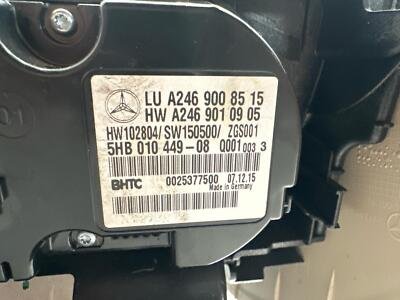 LU A246 900 85 15
HW A246 901 09 05
HW102804/ SW150500/ ZGS001
5HB 010 449-08 Q001 003 3
BHTC 0025377500 07.12.15
Made in Germany